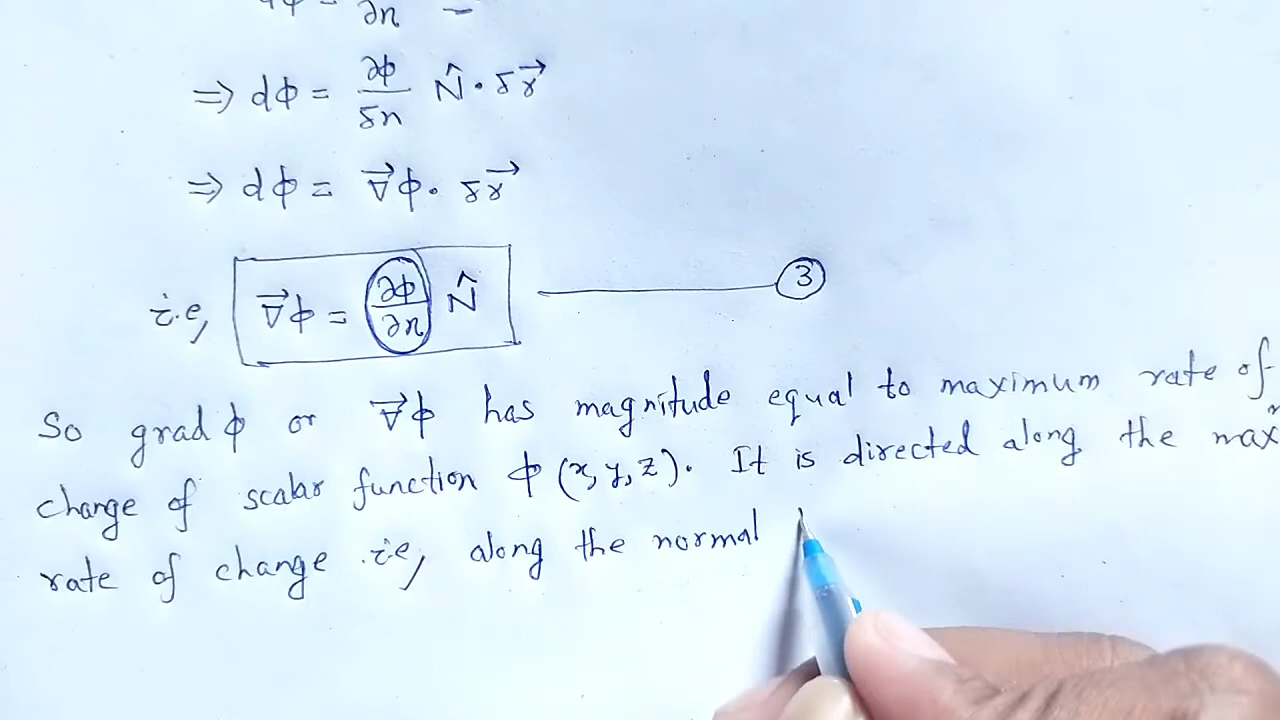 ∂n
⇒ dϕ = ∂ϕ/δn N̂ · δr⃗
⇒ dϕ = ∇⃗ϕ · δr⃗
i.e, ∇⃗ϕ = ∂ϕ/∂n N̂ ——— 3
So grad ϕ or ∇⃗ϕ has magnitude equal to maximum rate of
change of scalar function ϕ (x, y, z). It is directed along the max
rate of change i.e, along the normal